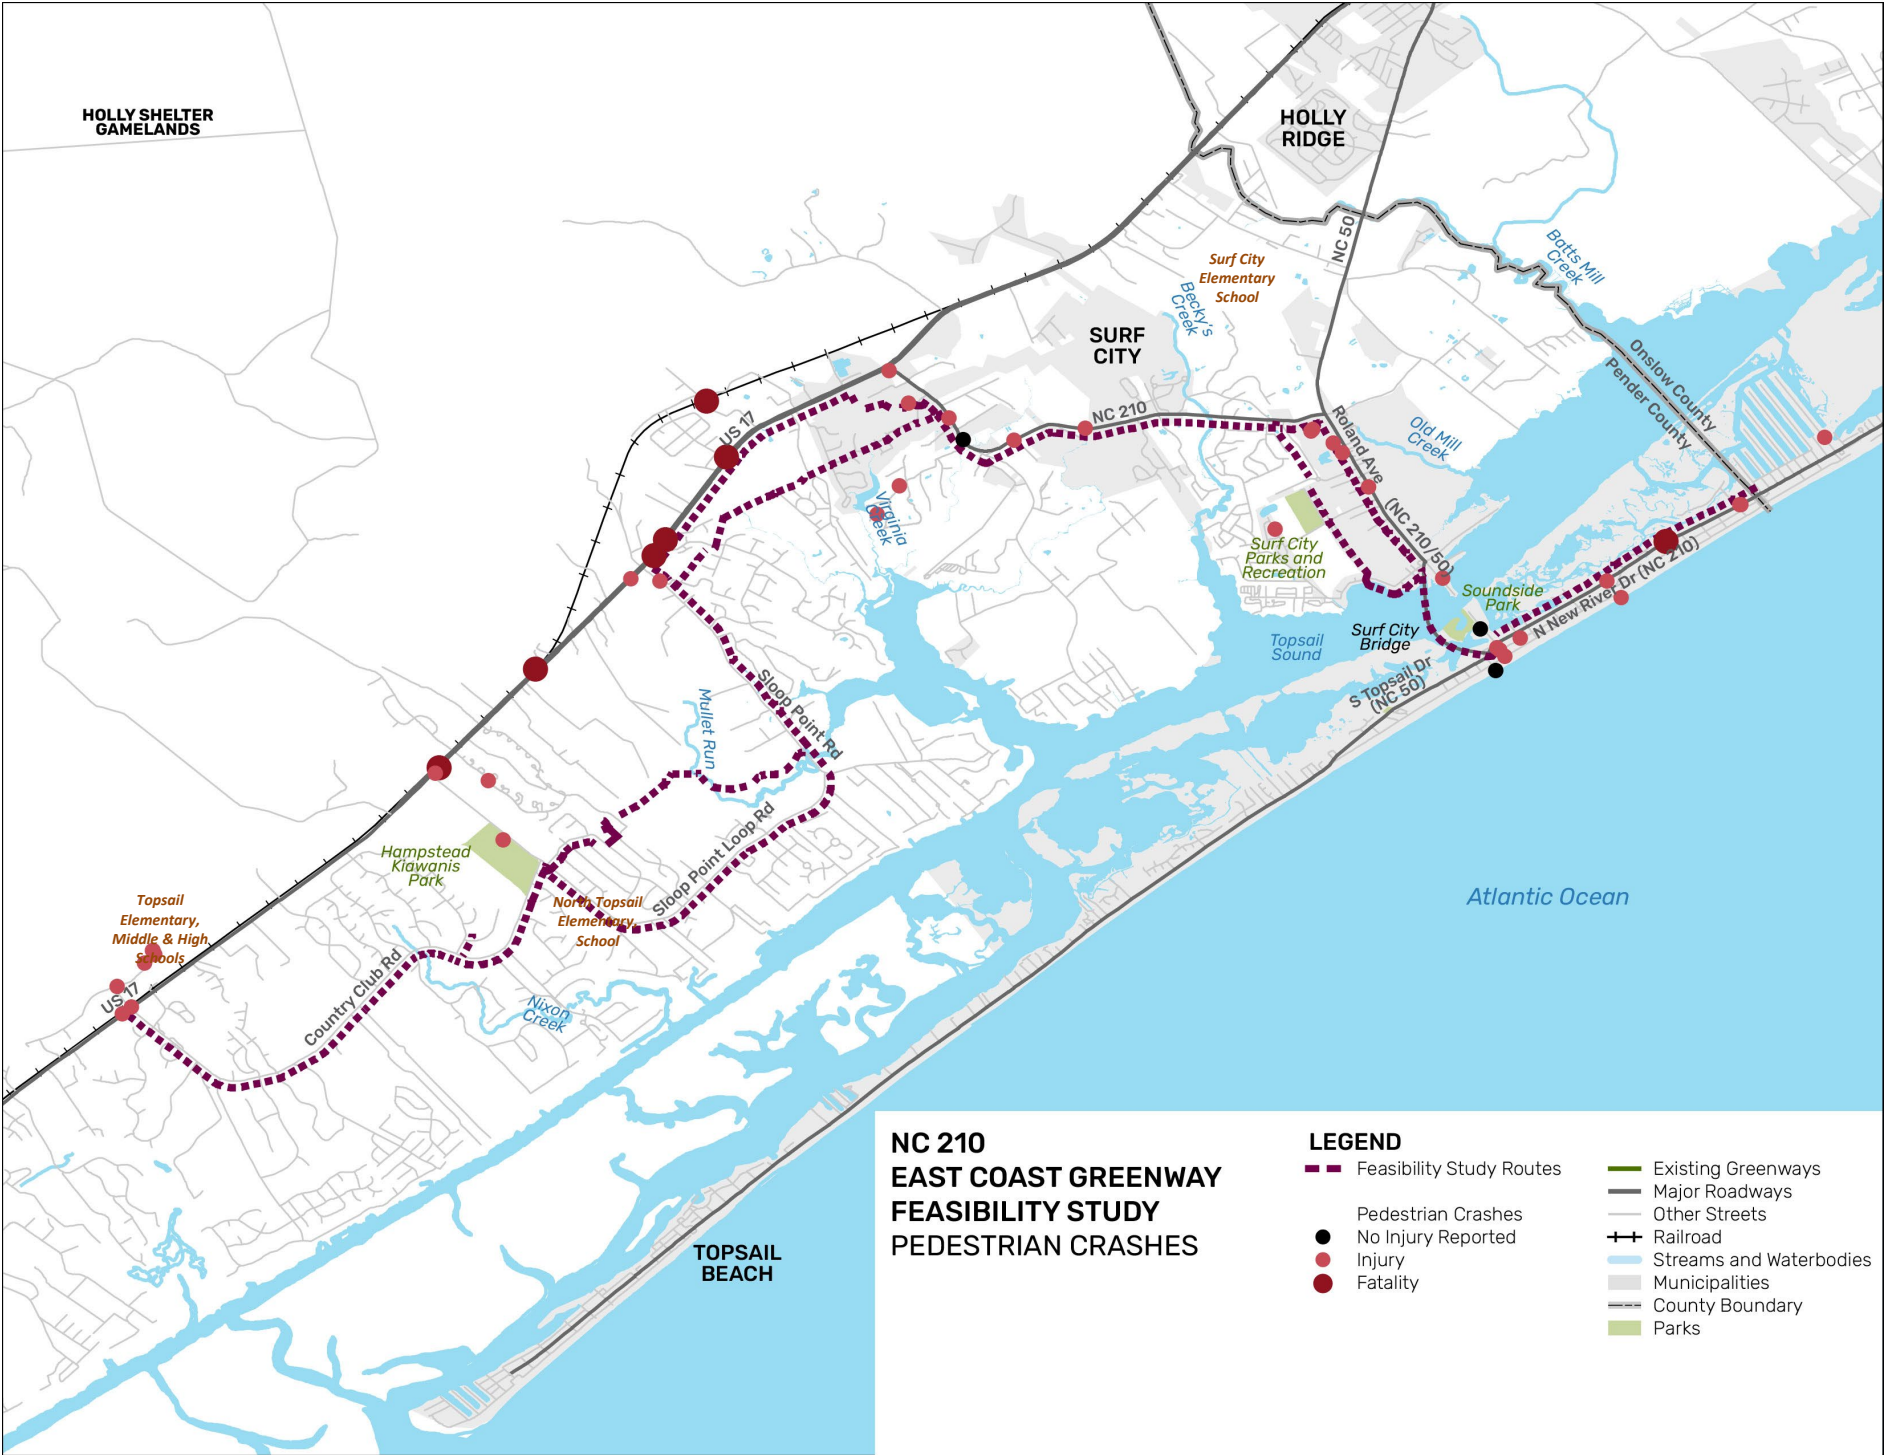 HOLLY SHELTER
GAMELANDS
HOLLY
RIDGE
NC 50
Batts Mill
Creek
Surf City
Elementary
School
Becky's
Creek
SURF
CITY
Onslow County
Pender County
US 17
NC 210
Roland Ave
(NC 210/50)
Old Mill
Creek
Virginia
Creek
Surf City
Parks and
Recreation
Soundside
Park
N New River Dr (NC 210)
Topsail
Sound
Surf City
Bridge
S Topsail Dr
(NC 50)
Sloop Point Rd
Mullet Run
Sloop Point Loop Rd
Hampstead
Kiawanis
Park
Topsail
Elementary,
Middle & High
Schools
North Topsail
Elementary
School
Atlantic Ocean
US 17
Country Club Rd
Nixon
Creek
TOPSAIL
BEACH
NC 210
EAST COAST GREENWAY
FEASIBILITY STUDY
PEDESTRIAN CRASHES
LEGEND
Feasibility Study Routes
Pedestrian Crashes
No Injury Reported
Injury
Fatality
Existing Greenways
Major Roadways
Other Streets
Railroad
Streams and Waterbodies
Municipalities
County Boundary
Parks